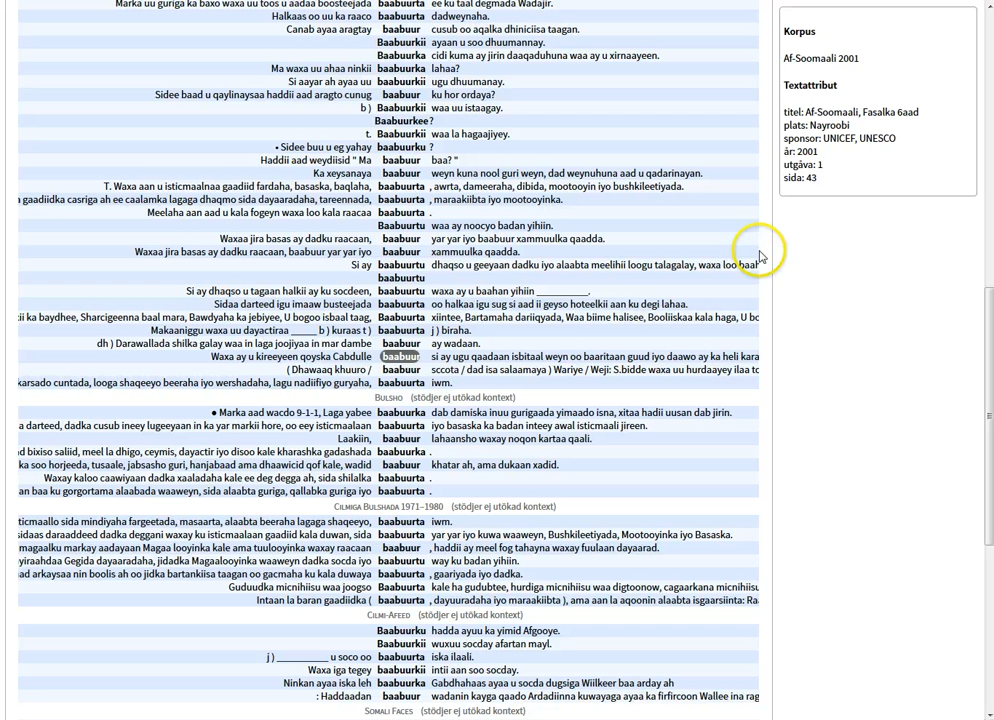 Marka uu guriga ka baxo waxa uu toos u aadaa boosteejada baabuurta ee ku taal degmada Wadajir.
Halkaas oo uu ka raaco baabuurta dadweynaha.
Canab ayaa aragtay baabuur cusub oo aqalka dhiniciisa taagan.
Baabuurkii ayaan u soo dhuumannay.
Baabuurka cidi kuma ay jirin daaqaduhuna waa ay u xirnaayeen.
Ma waxa uu ahaa ninkii baabuurka lahaa?
Si aayar ah ayaa uu baabuurkii ugu dhuumanay.
Sidee baad u qaylinaysaa haddii aad aragto cunug baabuur ku hor ordaya?
b ) Baabuurkii waa uu istaagay.
Baabuurkee ?
t. Baabuurkii waa la hagaajiyey.
• Sidee buu u eg yahay baabuurku ?
Haddii aad weydiisid " Ma baabuur baa? "
Ka xeysanaya baabuur weyn kuna nool guri weyn, dad weynuhuna aad u qadarinayan.
T. Waxa aan u isticmaalnaa gaadiid fardaha, basaska, baqlaha, baabuurta , awrta, dameeraha, dibida, mootooyin iyo bushkileetiyada.
a gaadiidka casriga ah ee caalamka lagaga dhaqmo sida dayaaradaha, tareennada, baabuurta , maraakiibta iyo mootooyinka.
Meelaha aan aad u kala fogeyn waxa loo kala raacaa baabuurta .
Baabuurtu waa ay noocyo badan yihiin.
Waxaa jira basas ay dadku raacaan, baabuur yar yar iyo baabuur xammuulka qaadda.
Waxaa jira basas ay dadku raacaan, baabuur yar yar iyo baabuur xammuulka qaadda.
Si ay baabuurtu dhaqso u geeyaan dadku iyo alaabta meelihii loogu talagalay, waxa loo baah
baabuurtu
Si ay dhaqso u tagaan halkii ay ku socdeen, baabuurtu waxa ay u baahan yihiin _________.
Sidaa darteed igu imaaw busteejada baabuurta oo halkaa igu sug si aad ii geyso hoteelkii aan ku degi lahaa.
ii ka baydhee, Sharcigeenna baal mara, Bawdyaha ka jebiyee, U bogoo isbaal taag, Baabuurta xiintee, Bartamaha dariiqyada, Waa biime halisee, Booliiskaa kala haga, U bo
Makaaniggu waxa uu dayactiraa _____ b ) kuraas t ) Baabuurta j ) biraha.
dh ) Darawallada shilka galay waa in laga joojiyaa in mar dambe baabuur ay wadaan.
Waxa ay u kireeyeen qoyska Cabdulle baabuur si ay ugu qaadaan isbitaal weyn oo baaritaan guud iyo daawo ay ka heli kara
( Dhawaaq khuuro / baabuur sccota / dad isa salaamaya ) Wariye / Weji: S.bidde waxa uu hurdaayey ilaa to
karsado cuntada, looga shaqeeyo beeraha iyo wershadaha, lagu nadiifiyo guryaha, baabuurta iwm.
Bulsho (stödjer ej utökad kontext)
● Marka aad wacdo 9-1-1, Laga yabee baabuurka dab damiska inuu gurigaada yimaado isna, xitaa hadii uusan dab jirin.
a darteed, dadka cusub ineey lugeeyaan in ka yar markii hore, oo eey isticmaalaan baabuurta iyo basaska ka badan inteey awal isticmaali jireen.
Laakiin, baabuur lahaansho waxay noqon kartaa qaali.
d bixiso saliid, meel la dhigo, ceymis, dayactir iyo disoo kale kharashka gadashada baabuurka .
ka soo horjeeda, tusaale, jabsasho guri, hanjabaad ama dhaawicid qof kale, wadid baabuur khatar ah, ama dukaan xadid.
Waxay kaloo caawiyaan dadka xaaladaha kale ee deg degga ah, sida shilalka baabuurta .
an baa ku gorgortama alaabada waaweyn, sida alaabta guriga, qallabka guriga iyo baabuurta .
Cilmiga Bulshada 1971–1980 (stödjer ej utökad kontext)
ticmaallo sida mindiyaha fargeetada, masaarta, alaabta beeraha lagaga shaqeeyo, baabuurta iwm.
sidaas daraaddeed dadka deggani waxay ku isticmaalaan gaadiid kala duwan, sida baabuurta yar yar iyo kuwa waaweyn, Bushkileetiyada, Mootooyinka iyo Basaska.
magaalku markay aadayaan Magaa looyinka kale ama tuulooyinka waxay raacaan baabuur , haddii ay meel fog tahayna waxay fuulaan dayaarad.
yiraahdaa Gegida dayaaradaha, jidadka Magaalooyinka waaweyn dadka socda iyo baabuurtu way ku badan yihiin.
ad arkaysaa nin boolis ah oo jidka bartankiisa taagan oo gacmaha ku kala duwaya baabuurta , gaariyada iyo dadka.
Guduudka micnihiisu waa joogso Baabuurta kale ha gudubtee, hurdiga micnihiisu waa digtoonow, cagaarkana micnihiisu
Intaan la baran gaadiidka ( baabuurta , dayuuradaha iyo maraakiibta ), ama aan la aqoonin alaabta isgaarsiinta: Ra
Cilmi-Afeed (stödjer ej utökad kontext)
Baabuurku hadda ayuu ka yimid Afgooye.
Baabuurkii wuxuu socday afartan mayl.
j ) __________ u soco oo baabuurta iska ilaali.
Waxa iga tegey baabuurkii intii aan soo socday.
Ninkan ayaa iska leh baabuurka Gabdhahaas ayaa u socda dugsiga Wiilkeer baa arday ah
: Haddaadan baabuur wadanin kayga qaado Ardadiinna kuwayaga ayaa ka firfircoon Wallee ina rag
Somali Faces (stödjer ej utökad kontext)
Korpus
Af-Soomaali 2001
Textattribut
titel: Af-Soomaali, Fasalka 6aad
plats: Nayroobi
sponsor: UNICEF, UNESCO
år: 2001
utgåva: 1
sida: 43